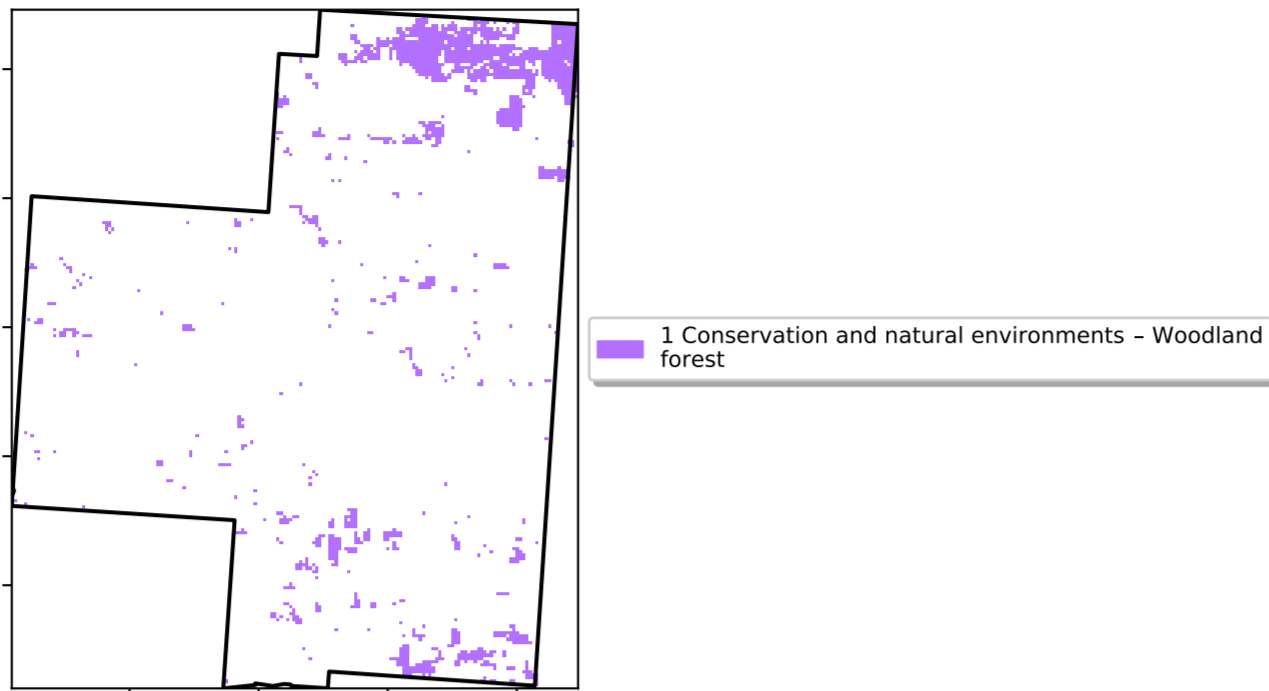 1 Conservation and natural environments – Woodland
forest